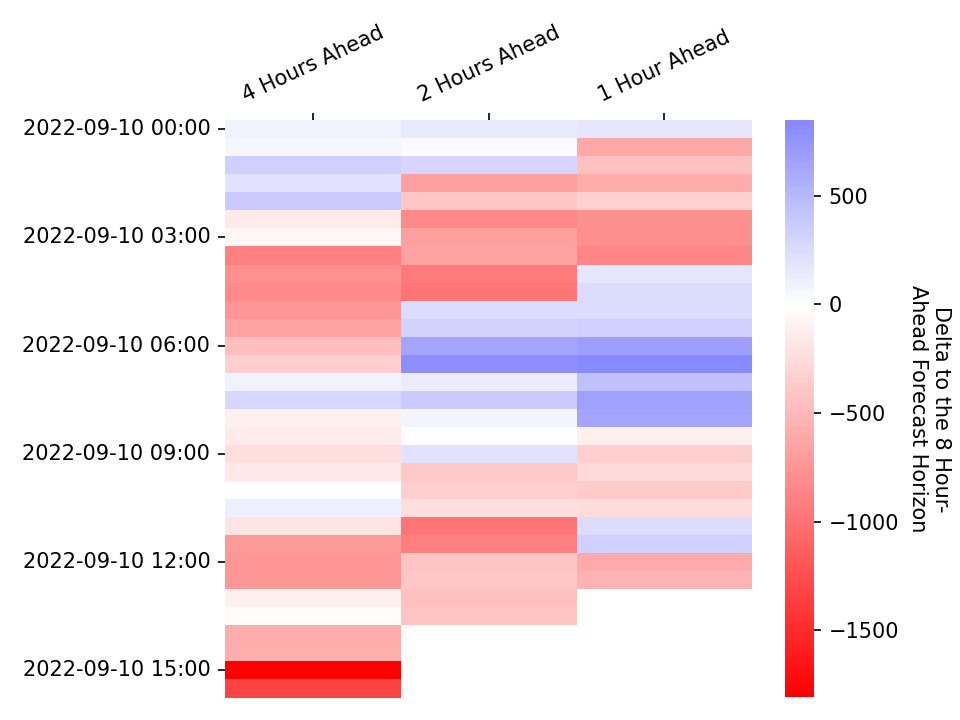 4 Hours Ahead
2 Hours Ahead
1 Hour Ahead
2022-09-10 00:00
2022-09-10 03:00
2022-09-10 06:00
2022-09-10 09:00
2022-09-10 12:00
2022-09-10 15:00
500
0
−500
−1000
−1500
Delta to the 8 Hour-
Ahead Forecast Horizon